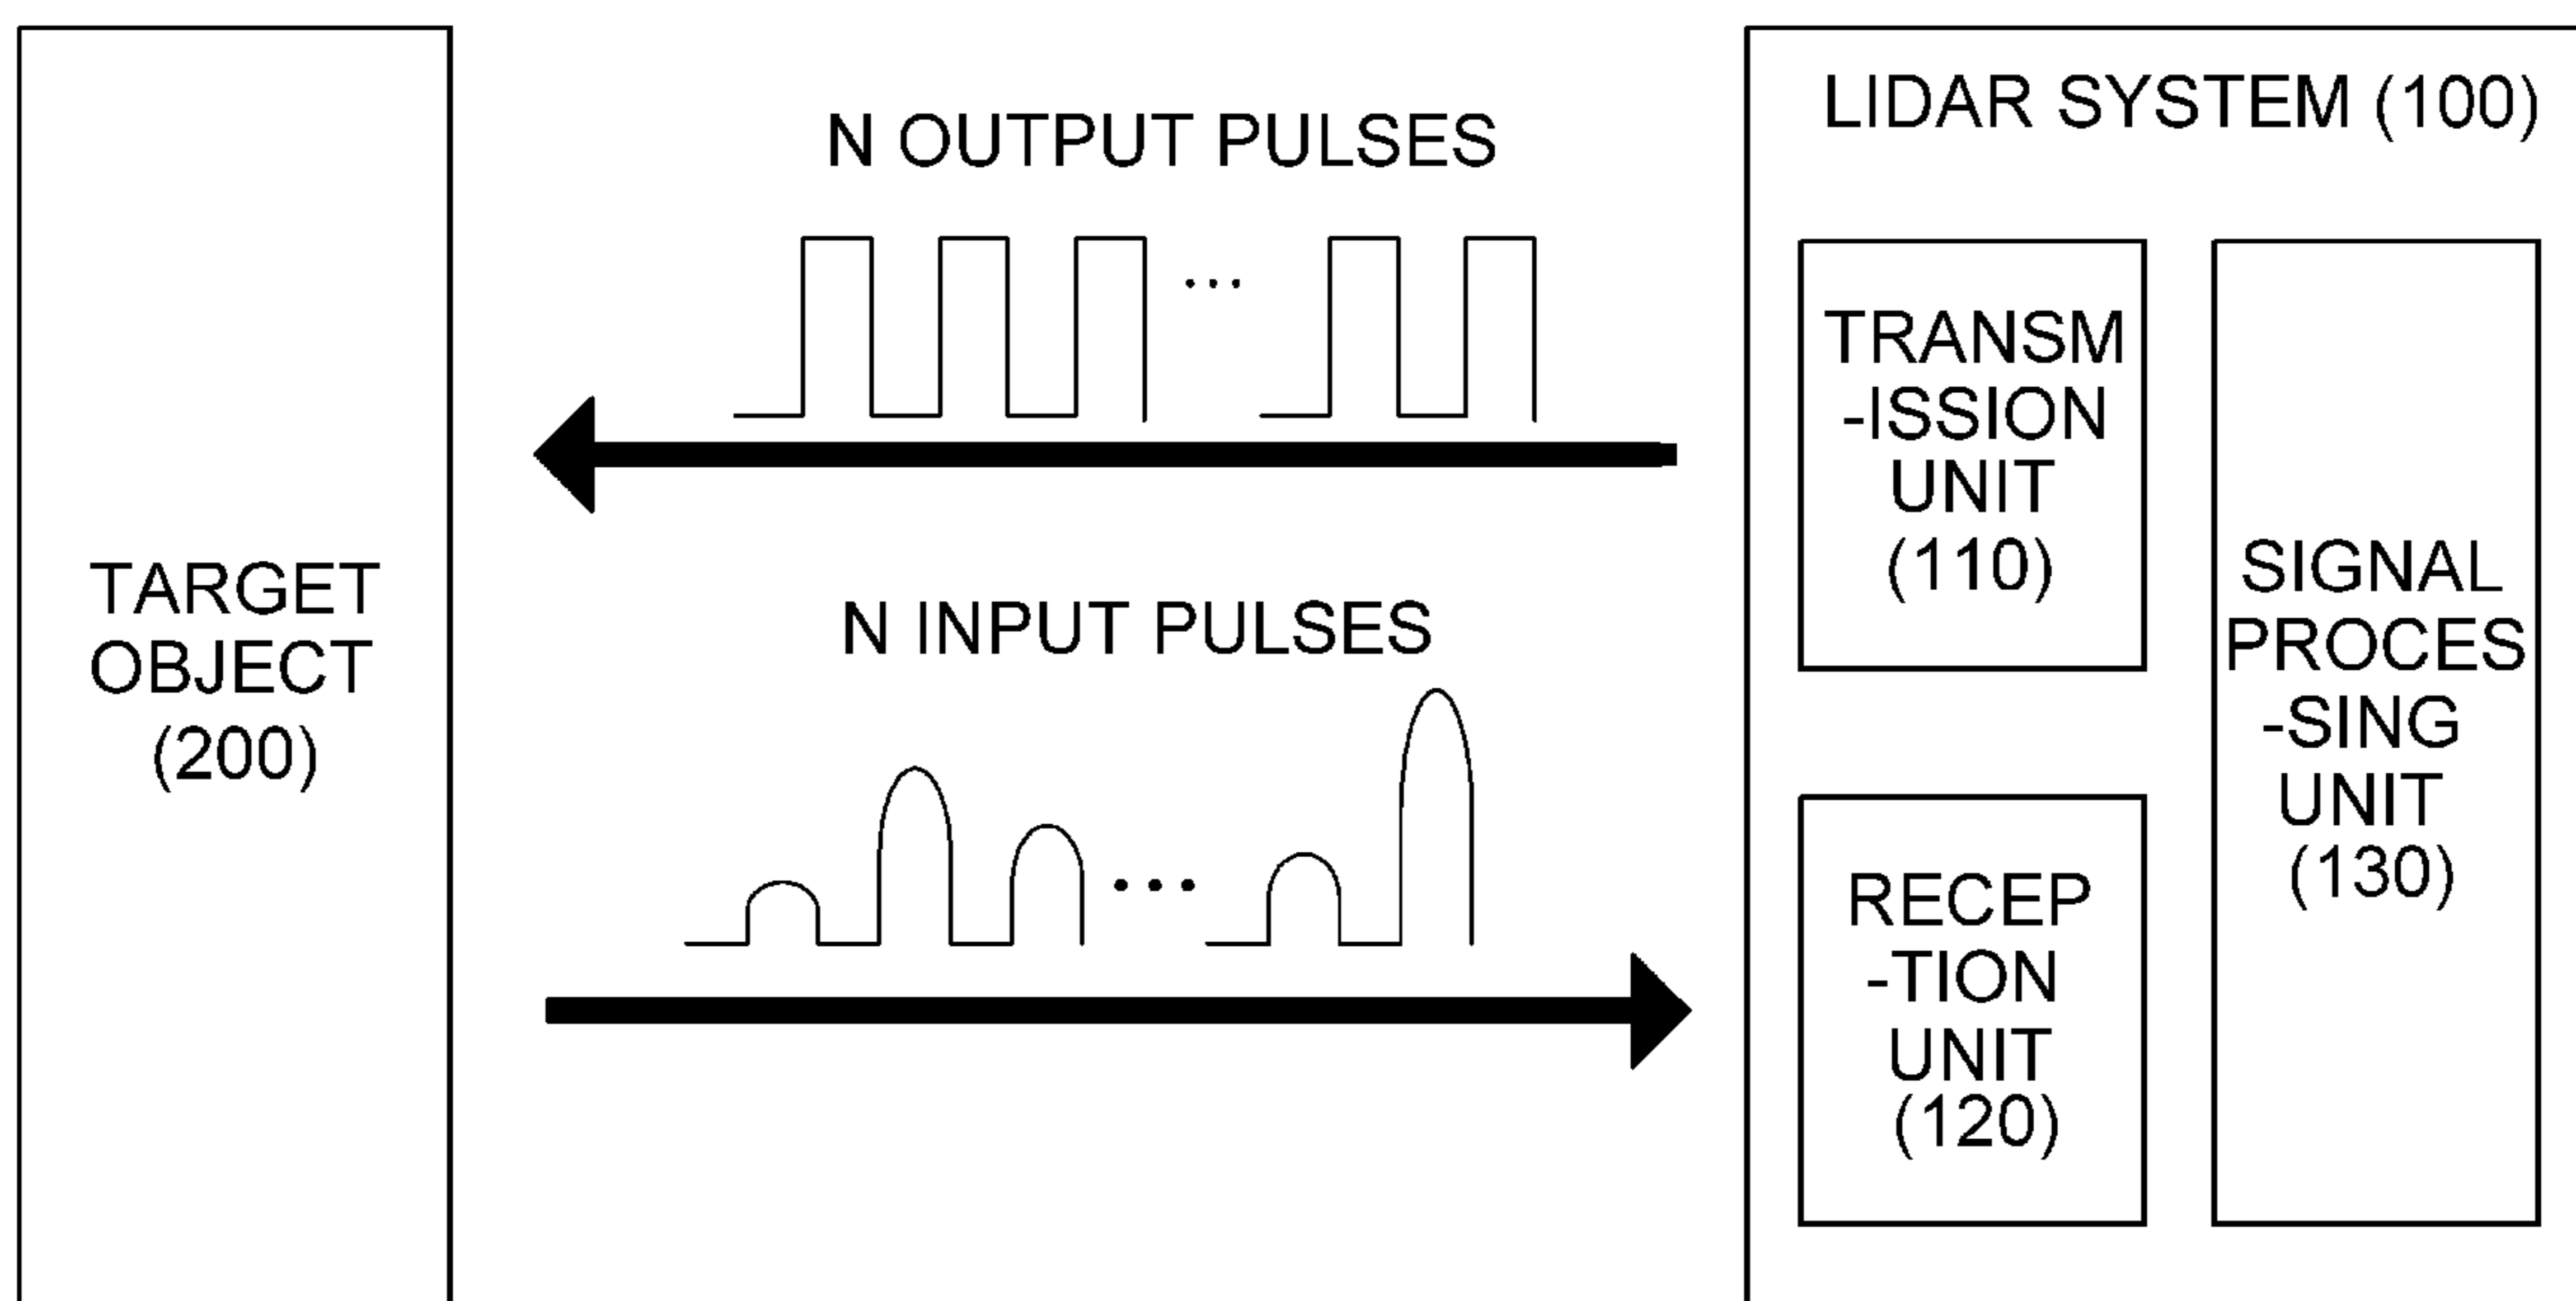 TARGET
OBJECT
(200)
N OUTPUT PULSES
...
N INPUT PULSES
...
LIDAR SYSTEM (100)
TRANSM
-ISSION
UNIT
(110)
RECEP
-TION
UNIT
(120)
SIGNAL
PROCES
-SING
UNIT
(130)